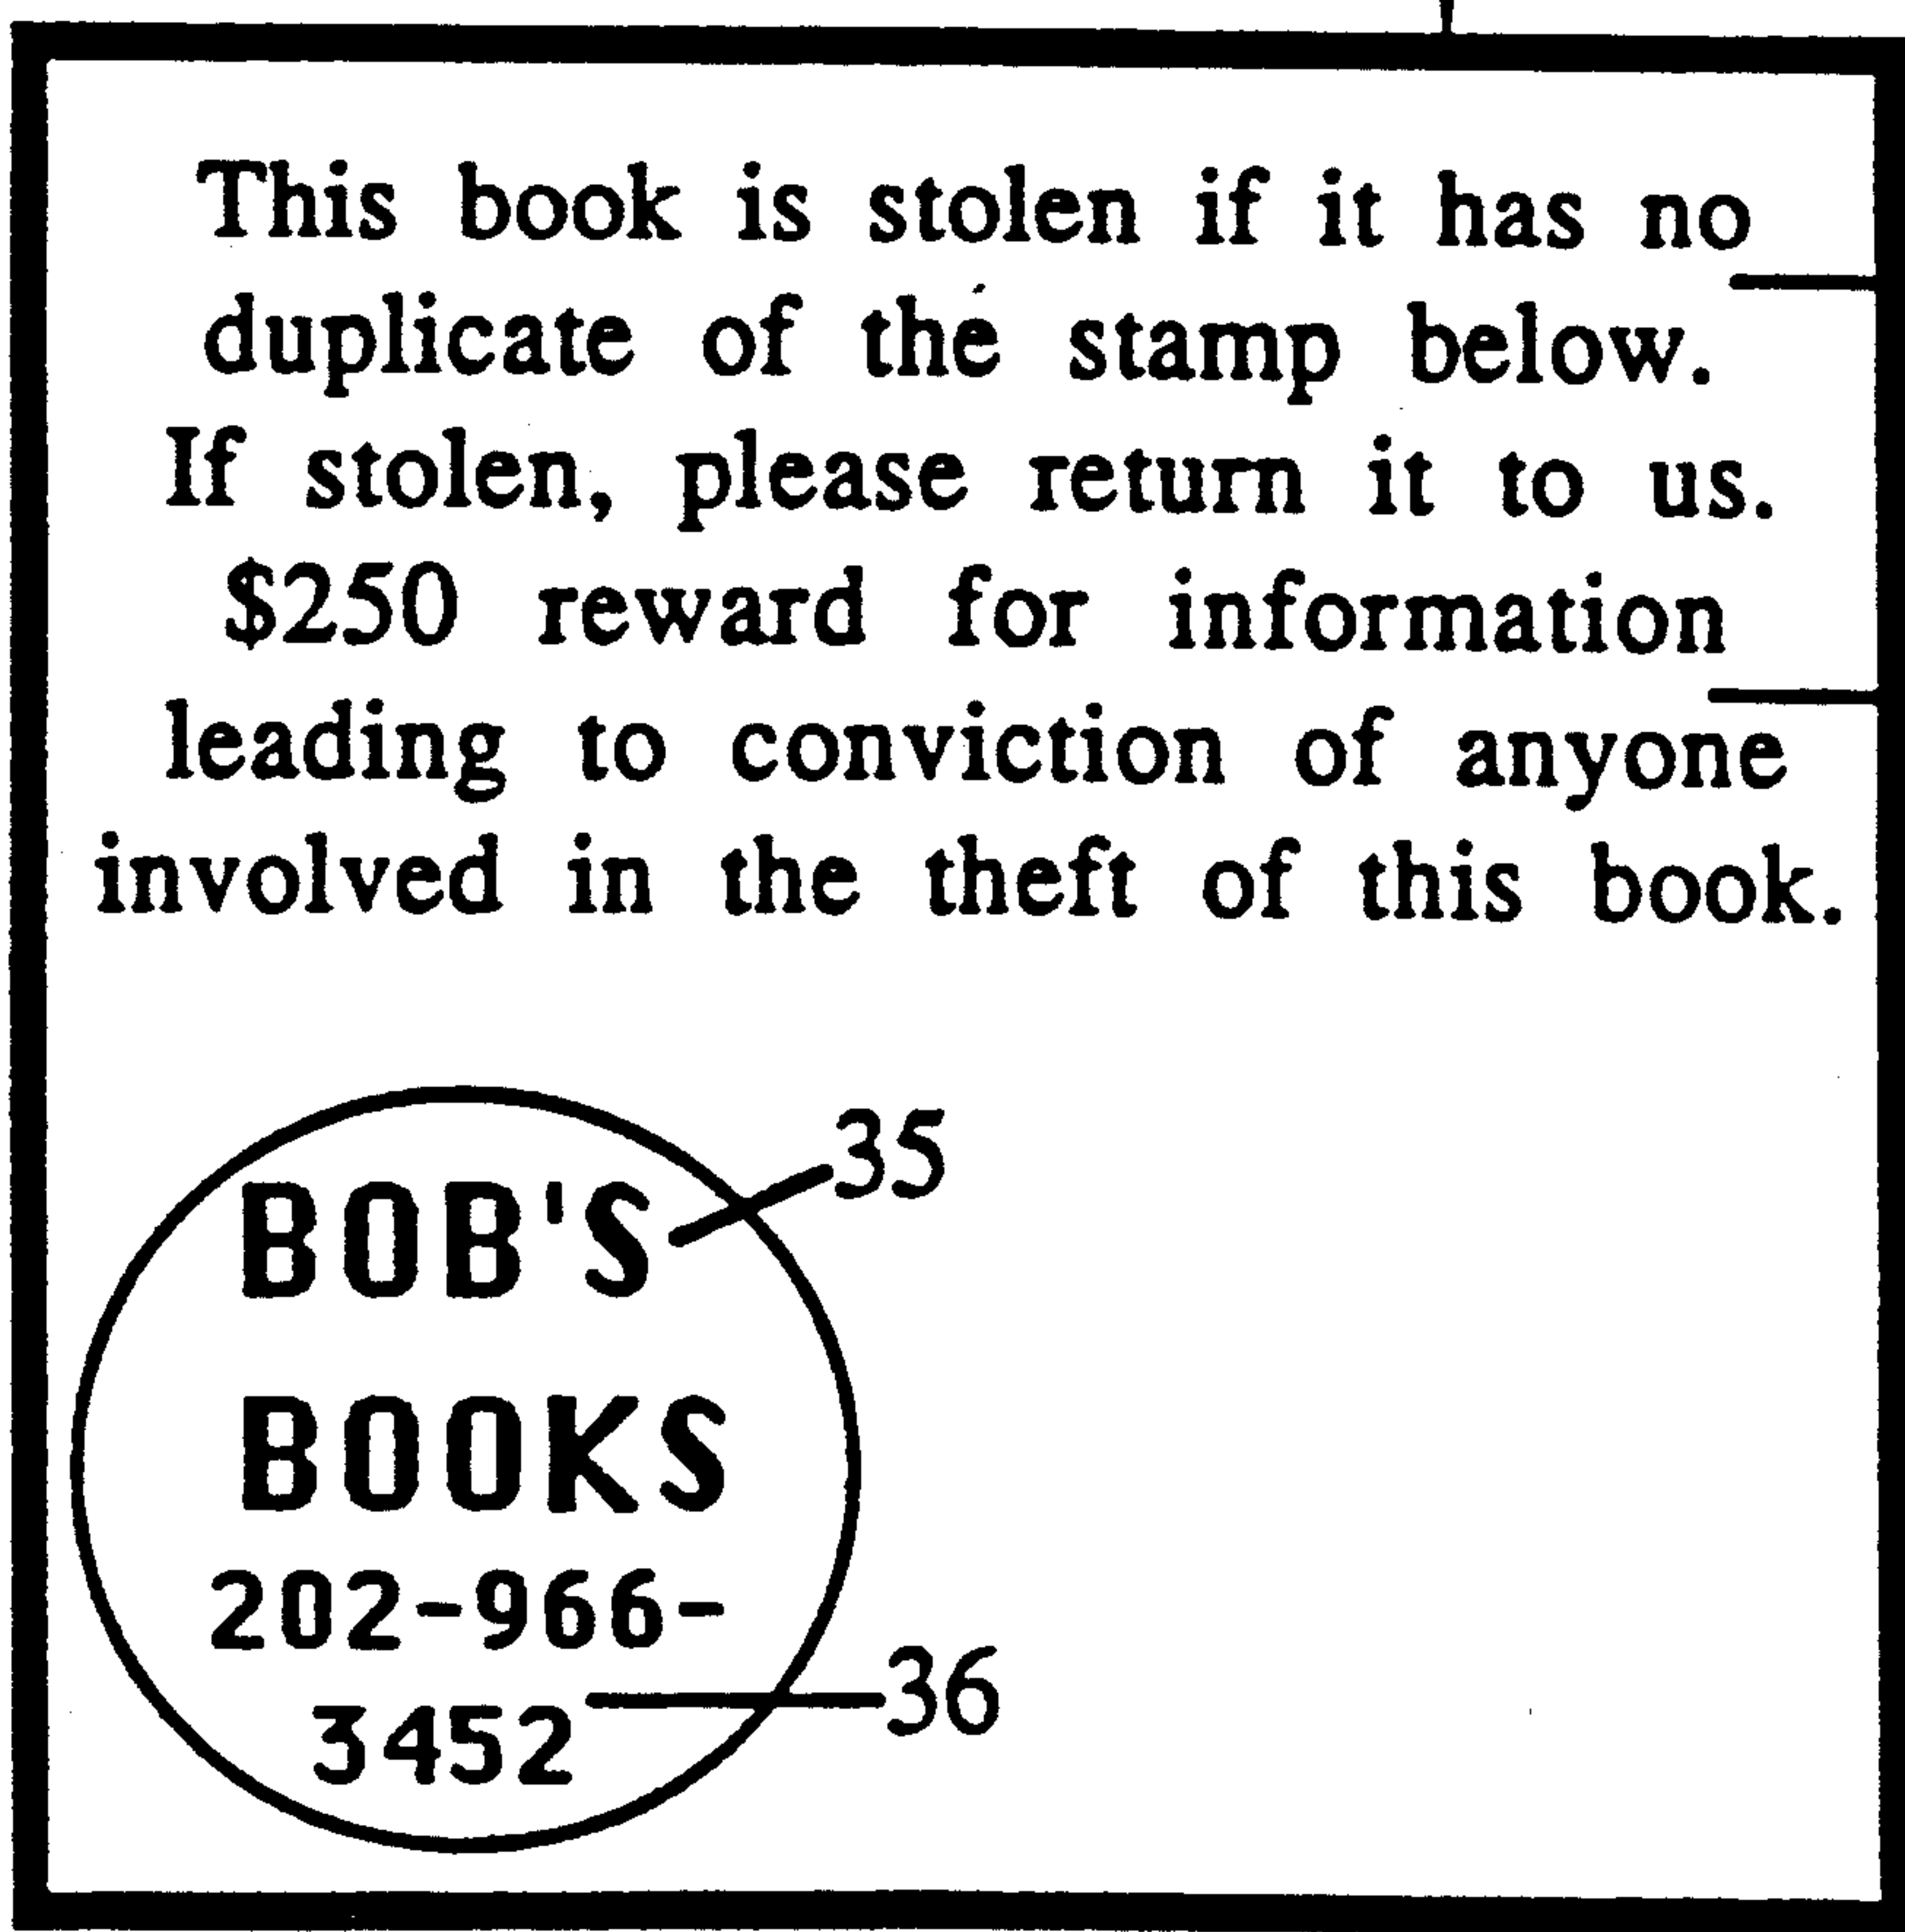 This book is stolen if it has no
duplicate of the stamp below.
If stolen, please return it to us.
$250 reward for information
leading to conviction of anyone
involved in the theft of this book.
35
BOB'S
BOOKS
202-966-
36
3452